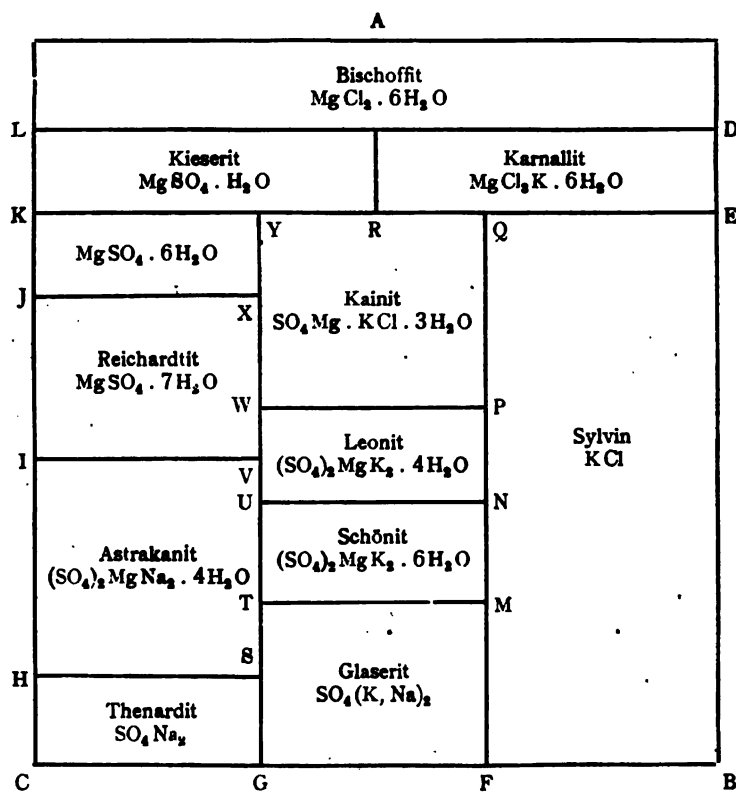 A
Bischoffit
MgCl₂ . 6H₂O
L
D
Kieserit
MgSO₄ . H₂O
Karnallit
MgCl₃K . 6H₂O
K
Y
R
Q
E
MgSO₄ . 6H₂O
J
X
Kainit
SO₄Mg . KCl . 3H₂O
Reichardtit
MgSO₄ . 7H₂O
W
P
Leonit
(SO₄)₂MgK₂ . 4H₂O
Sylvin
KCl
I
V
U
N
Schönit
(SO₄)₂MgK₂ . 6H₂O
Astrakanit
(SO₄)₂MgNa₂ . 4H₂O
T
M
S
H
Glaserit
SO₄(K, Na)₂
Thenardit
SO₄Na₂
C
G
F
B